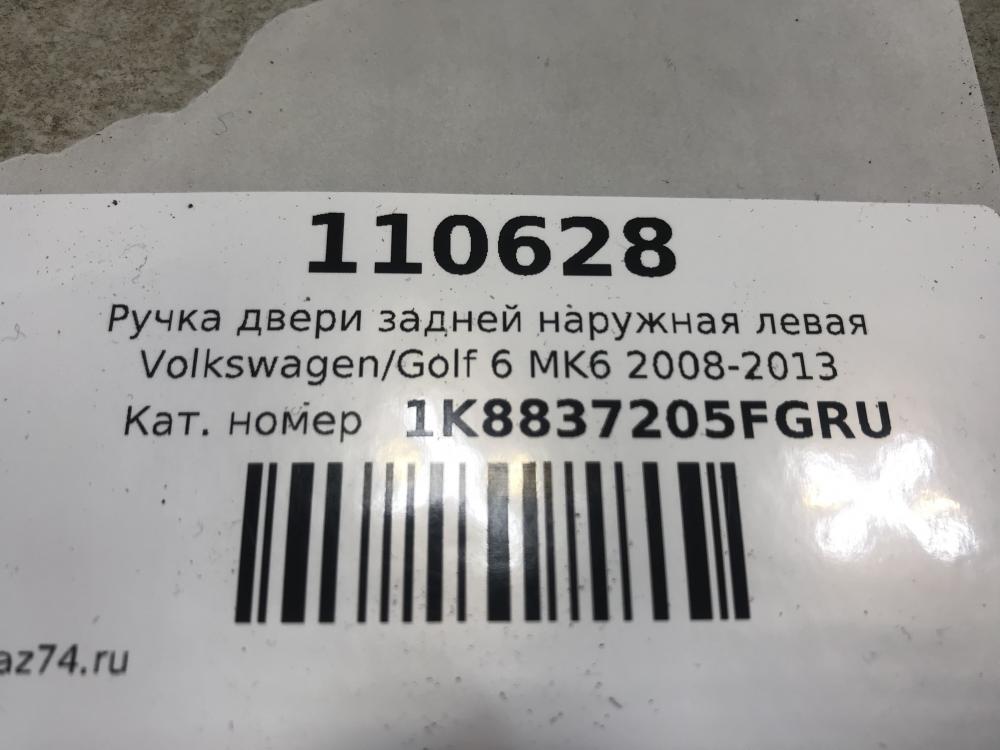 110628
Ручка двери задней наружная левая
Volkswagen/Golf 6 MK6 2008-2013
Кат. номер 1K8837205FGRU
az74.ru